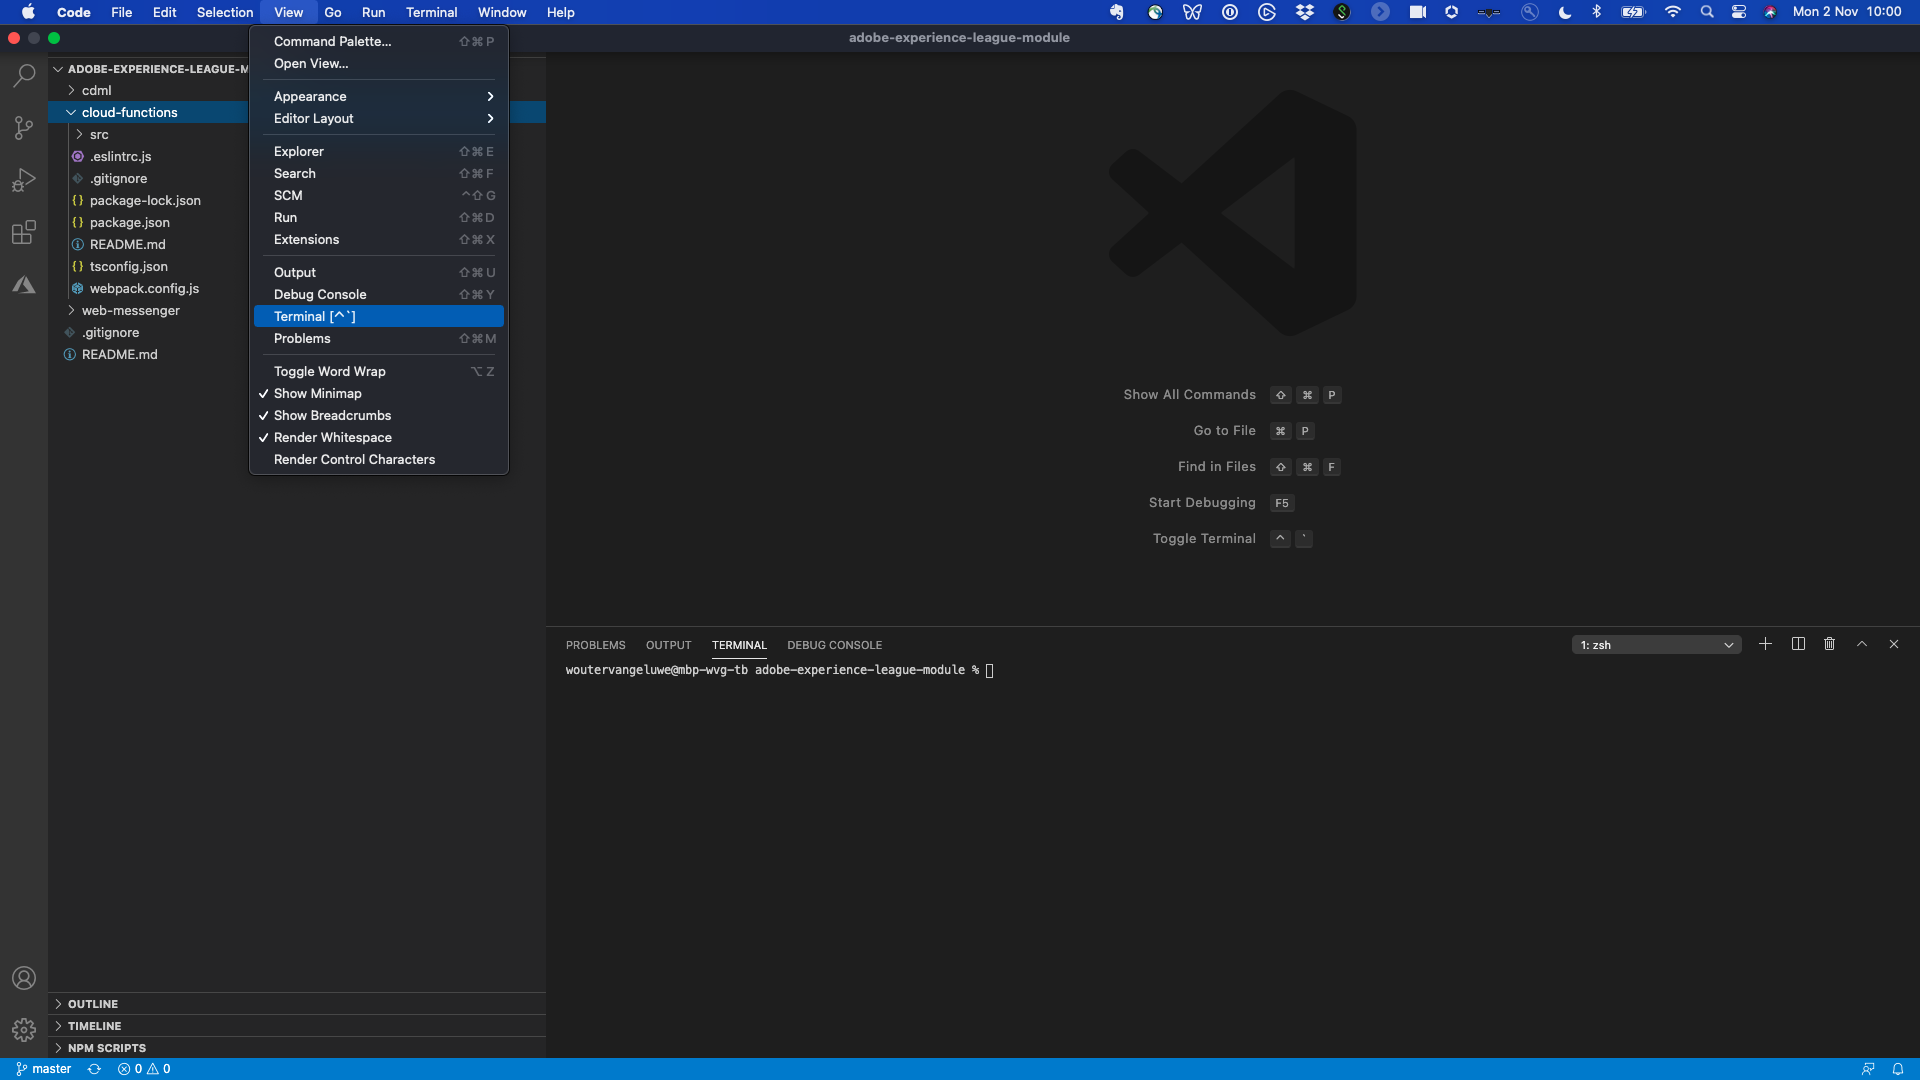 Code File Edit Selection View Go Run Terminal Window Help Mon 2 Nov 10:00
adobe-experience-league-module
ADOBE-EXPERIENCE-LEAGUE-M
cdml
cloud-functions
src
.eslintrc.js
.gitignore
package-lock.json
package.json
README.md
tsconfig.json
webpack.config.js
web-messenger
.gitignore
README.md
Command Palette... ⇧⌘P
Open View...
Appearance
Editor Layout
Explorer ⇧⌘E
Search ⇧⌘F
SCM ^⇧G
Run ⇧⌘D
Extensions ⇧⌘X
Output ⇧⌘U
Debug Console ⇧⌘Y
Terminal [^`]
Problems ⇧⌘M
Toggle Word Wrap ⌥Z
✓ Show Minimap
✓ Show Breadcrumbs
✓ Render Whitespace
Render Control Characters
Show All Commands ⇧ ⌘ P
Go to File ⌘ P
Find in Files ⇧ ⌘ F
Start Debugging F5
Toggle Terminal ^ `
PROBLEMS OUTPUT TERMINAL DEBUG CONSOLE 1: zsh
woutervangeluwe@mbp-wvg-tb adobe-experience-league-module %
OUTLINE
TIMELINE
NPM SCRIPTS
master 0 0